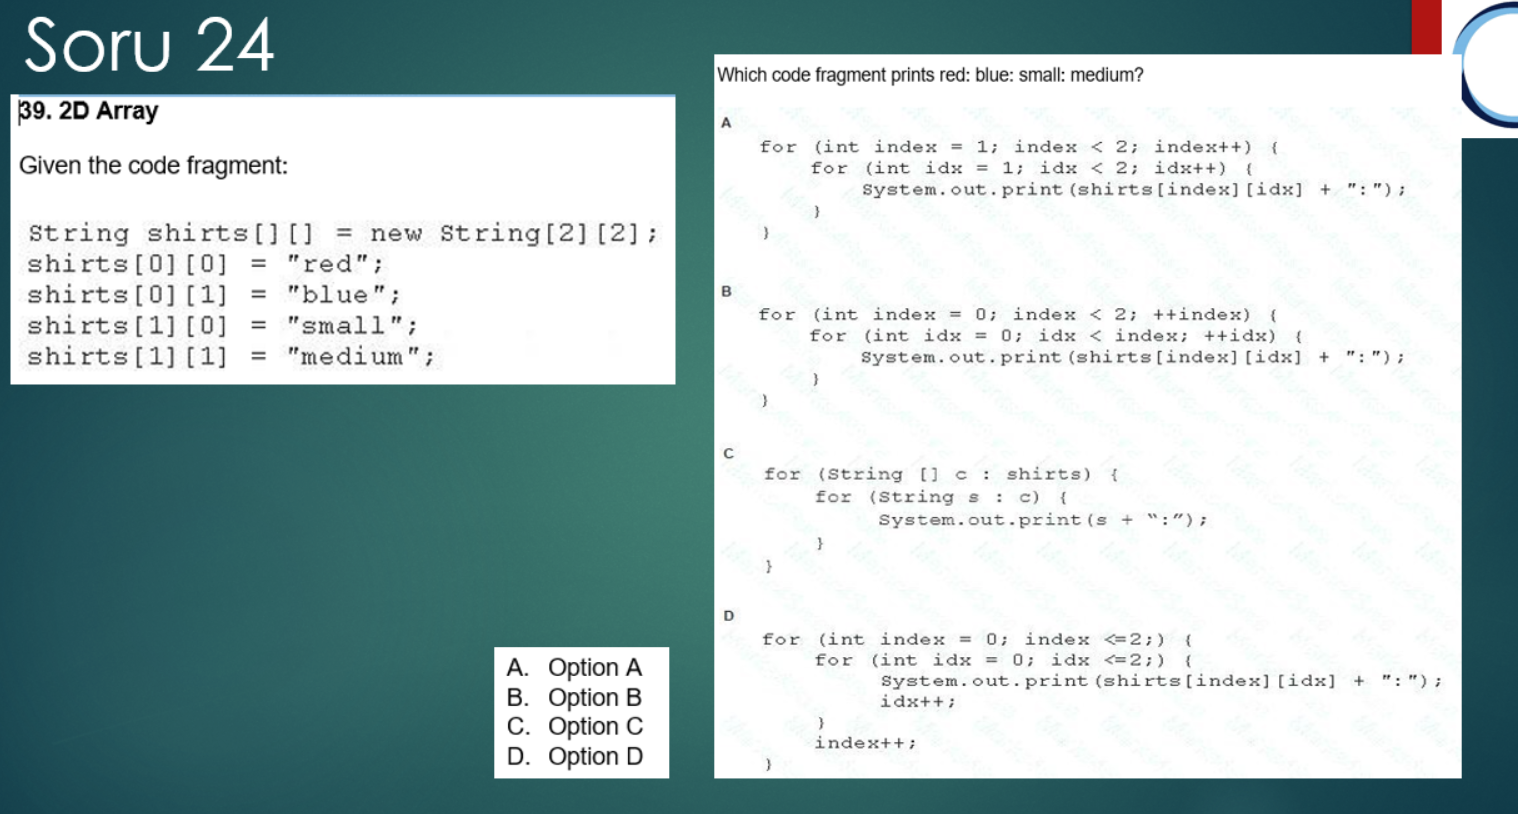 Soru 24
39. 2D Array
Given the code fragment:
String shirts[][] = new String[2][2];
shirts[0][0] = "red";
shirts[0][1] = "blue";
shirts[1][0] = "small";
shirts[1][1] = "medium";
Which code fragment prints red: blue: small: medium?
A
for (int index = 1; index < 2; index++) {
for (int idx = 1; idx < 2; idx++) {
System.out.print(shirts[index][idx] + ":");
}
}
B
for (int index = 0; index < 2; ++index) {
for (int idx = 0; idx < index; ++idx) {
System.out.print(shirts[index][idx] + ":");
}
}
C
for (String [] c : shirts) {
for (String s : c) {
System.out.print(s + “:”);
}
}
D
for (int index = 0; index <=2;) {
for (int idx = 0; idx <=2;) {
System.out.print(shirts[index][idx] + ":");
idx++;
}
index++;
}
A. Option A
B. Option B
C. Option C
D. Option D